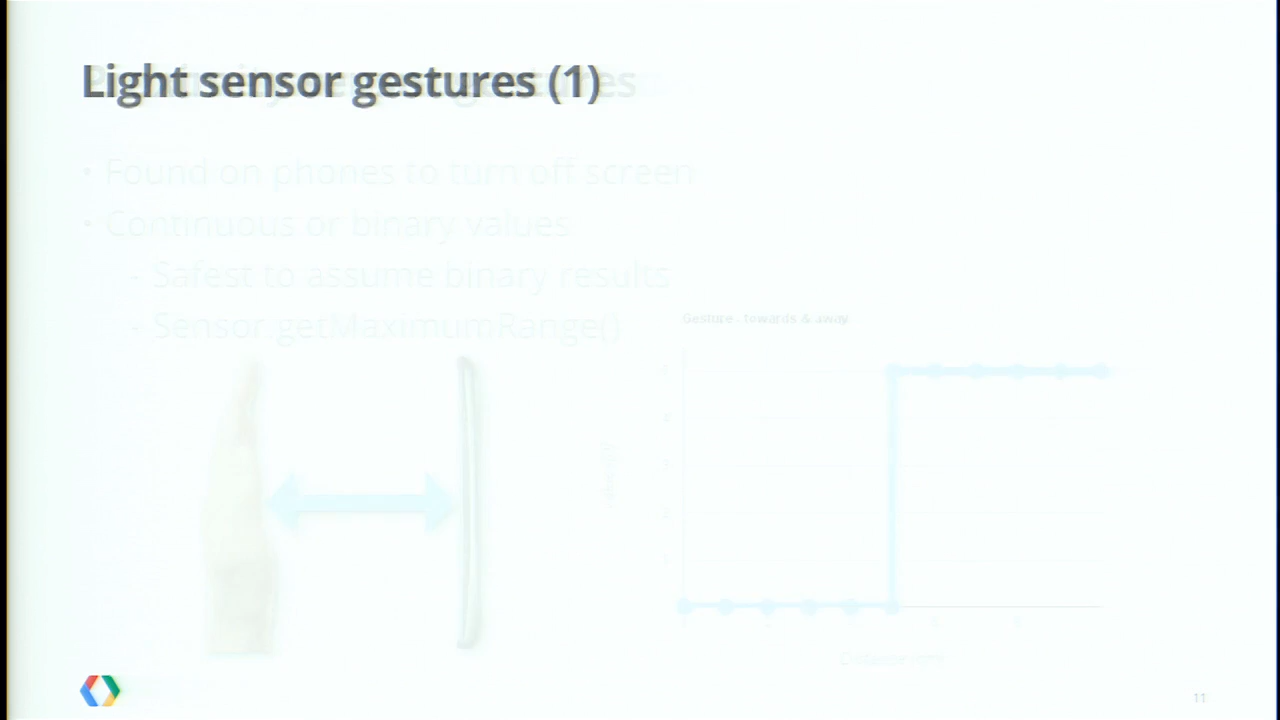 Light sensor gestures (1)
• Found on phones to turn off screen
• Continuous or binary values
- Safest to assume binary results
- Sensor.getMaximumRange()
Gesture - towards & away
11